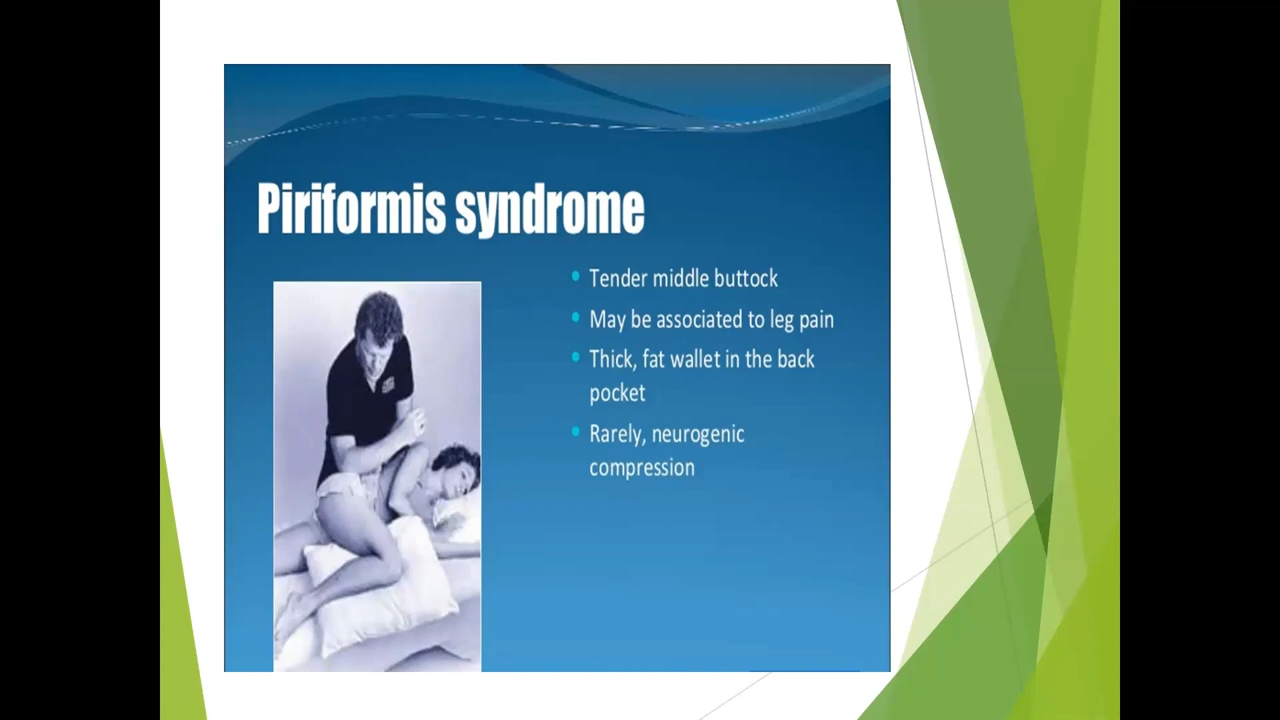 Piriformis syndrome
Tender middle buttock
May be associated to leg pain
Thick, fat wallet in the back
pocket
Rarely, neurogenic
compression